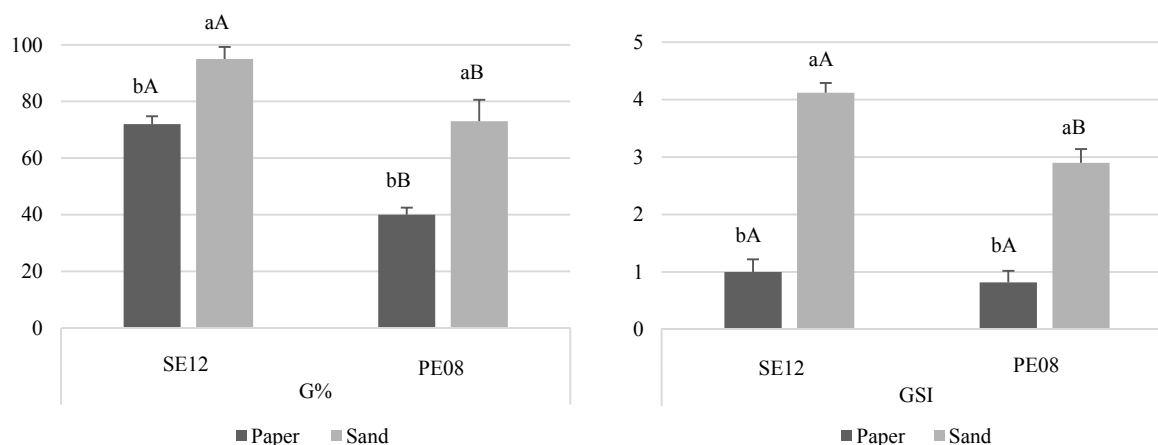 100
80
60
40
20
0
bA
aA
bB
aB
SE12 PE08
G%
Paper Sand
5
4
3
2
1
0
bA
aA
bA
aB
SE12 PE08
GSI
Paper Sand